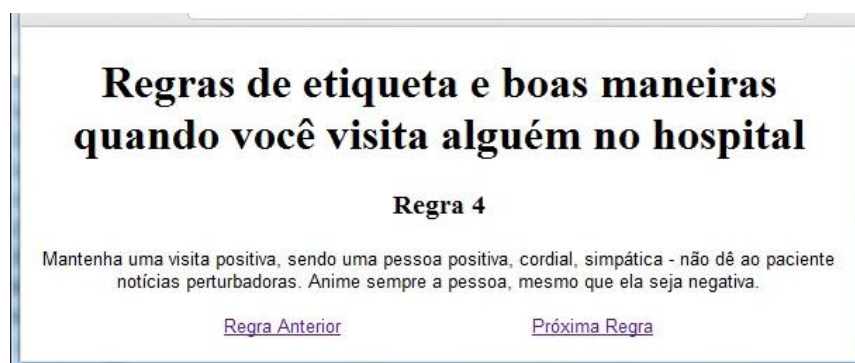 Regras de etiqueta e boas maneiras
quando você visita alguém no hospital
Regra 4
Mantenha uma visita positiva, sendo uma pessoa positiva, cordial, simpática - não dê ao paciente
notícias perturbadoras. Anime sempre a pessoa, mesmo que ela seja negativa.
Regra Anterior Próxima Regra